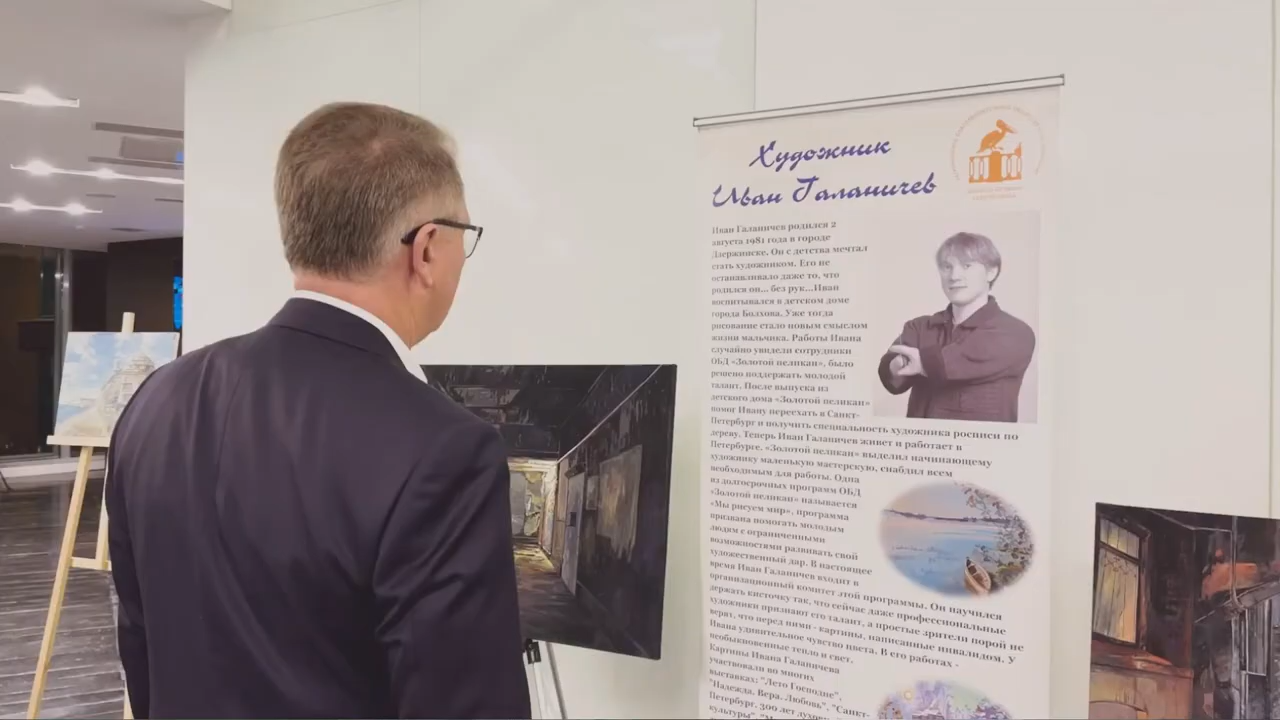 Художник
Иван Галаничев
Иван Галаничев родился 2
августа 1981 года в городе
Дзержинске. Он с детства мечтал
стать художником. Его не
останавливало даже то, что
родился он... без рук...Иван
воспитывался в детском доме
города Болхова. Уже тогда
рисование стало новым смыслом
жизни мальчика. Работы Ивана
случайно увидели сотрудники
ОБД «Золотой пеликан», было
решено поддержать молодой
талант. После выпуска из
детского дома «Золотой пеликан»
помог Ивану переехать в Санкт-
Петербург и получить специальность художника росписи по
дереву. Теперь Иван Галаничев живет и работает в
Петербурге. «Золотой пеликан» выделил начинающему
художнику маленькую мастерскую, снабдил всем
необходимым для работы. Одна
из долгосрочных программ ОБД
«Золотой пеликан» называется
«Мы рисуем мир», программа
призвана помогать молодым
людям с ограниченными
возможностями развивать свой
художественный дар. В настоящее
время Иван Галаничев входит в
организационный комитет этой программы. Он научился
держать кисточку так, что сейчас даже профессиональные
художники признают его талант, а простые зрители порой не
верят, что перед ними - картины, написанные инвалидом. У
Ивана удивительное чувство цвета. В его работах -
необыкновенные тепло и свет.
Картины Ивана Галаничева
участвовали во многих
выставках: "Лето Господне",
"Надежда. Вера. Любовь", "Санкт-
Петербург. 300 лет духовной
культуры",